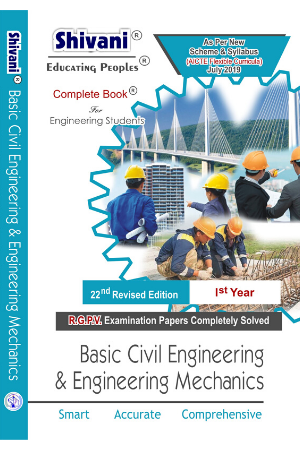 Shivani®
Basic Civil Engineering & Engineering Mechanics
Shivani®
Educating Peoples®
Complete Book®
For
Engineering Students
As Per New
Scheme & Syllabus
(AICTE Flexible Curricula)
July 2019
22nd Revised Edition
Ist Year
R.G.P.V. Examination Papers Completely Solved
Basic Civil Engineering
& Engineering Mechanics
Smart Accurate Comprehensive